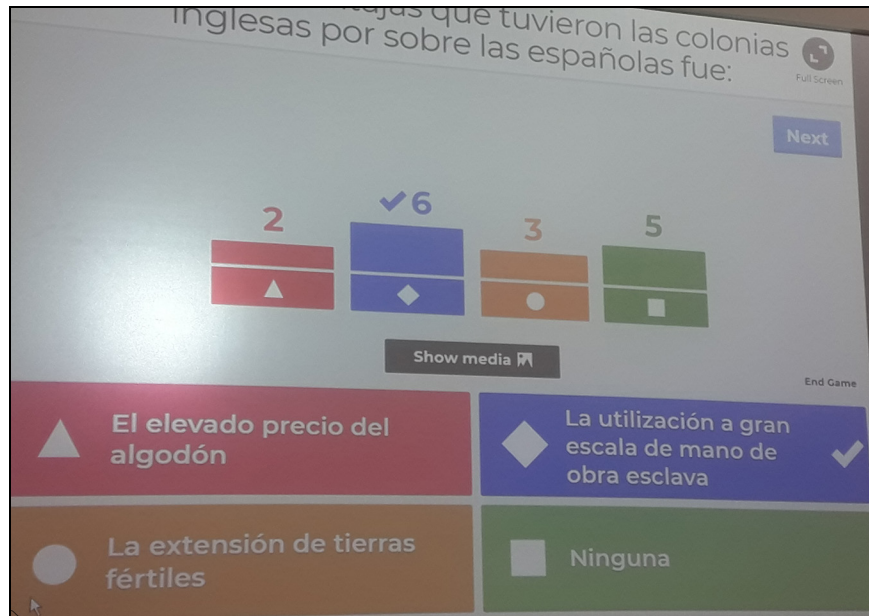 que tuvieron las colonias
inglesas por sobre las españolas fue:
Full Screen
Next
2
6
3
5
Show media
End Game
El elevado precio del
algodón
La utilización a gran
escala de mano de
obra esclava
La extensión de tierras
fértiles
Ninguna